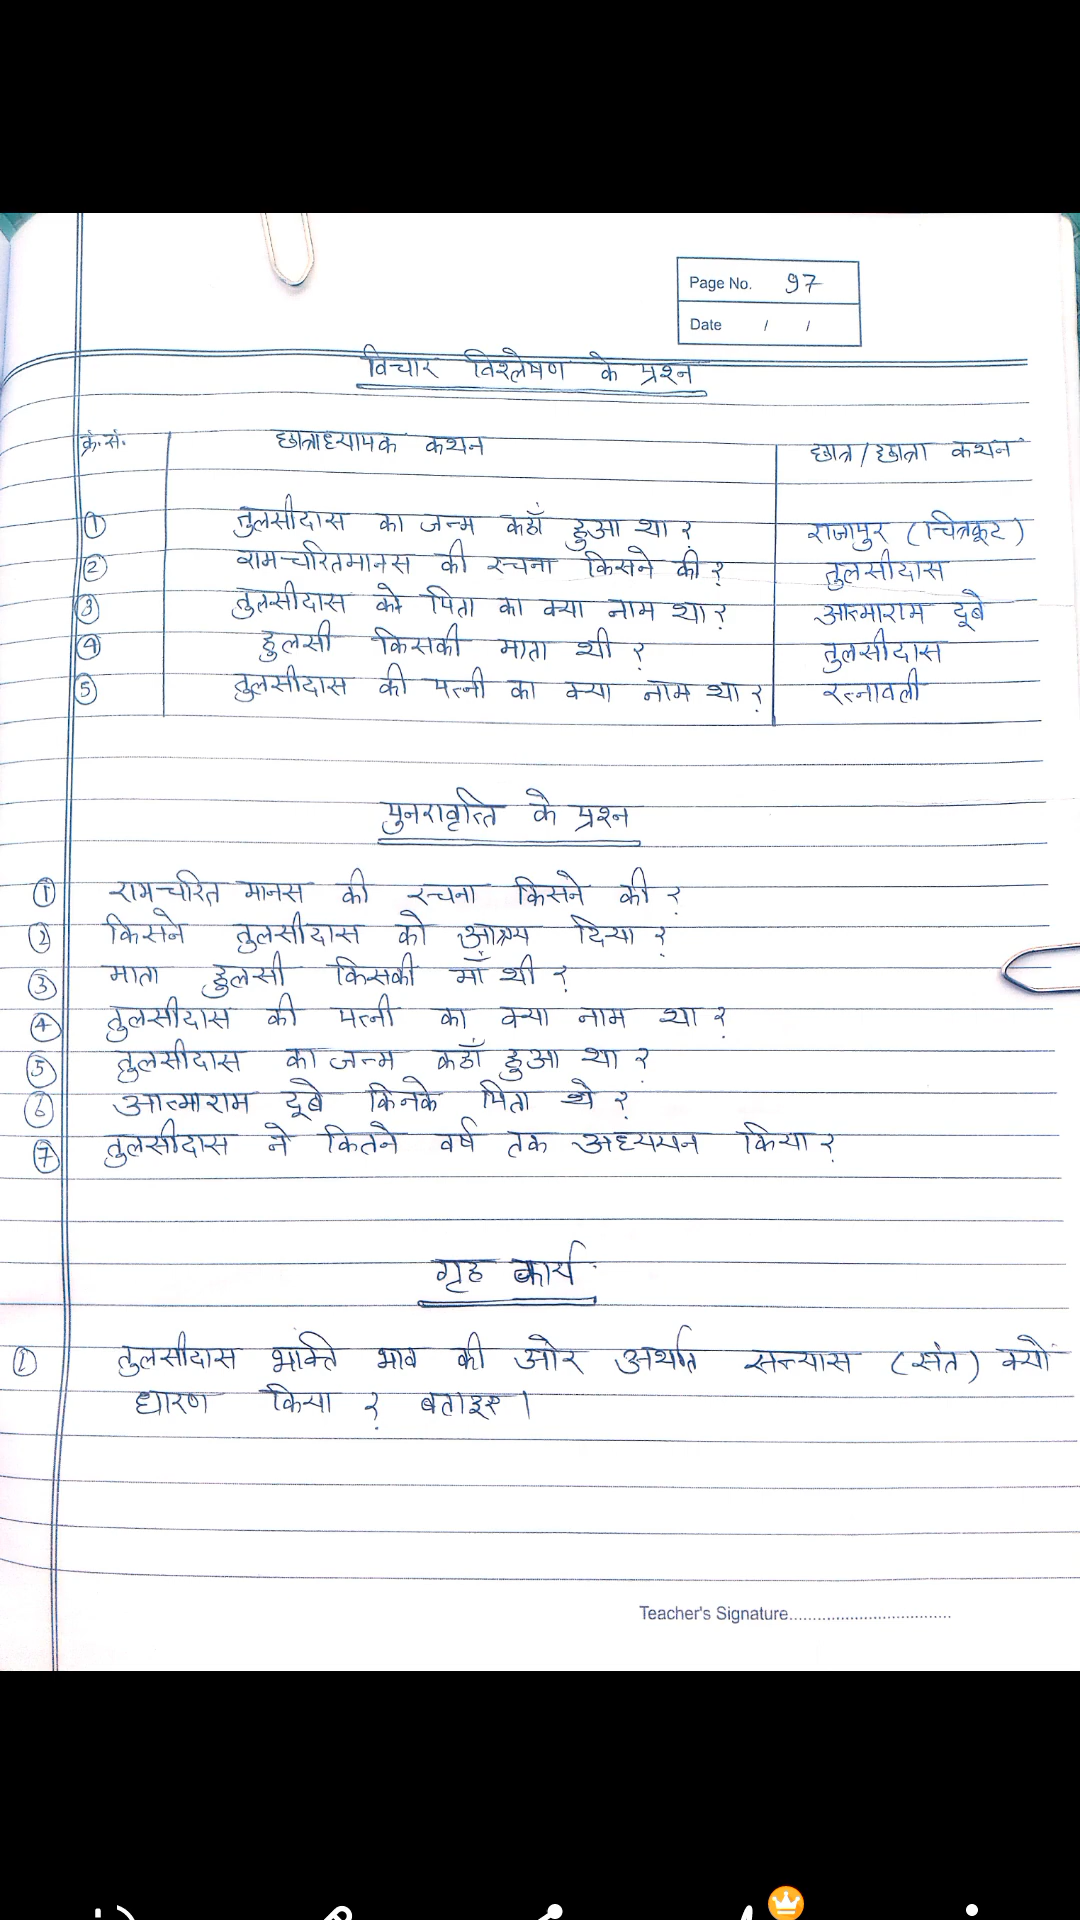 Page No. 97
Date / /
विचार विश्लेषण के प्रश्न
क्र.सं. छात्राध्यापक कथन छात्र/छात्रा कथन
① तुलसीदास का जन्म कहाँ हुआ था? राजापुर (चित्रकूट)
② रामचरितमानस की रचना किसने की? तुलसीदास
③ तुलसीदास के पिता का क्या नाम था? आत्माराम दूबे
④ हुलसी किसकी माता थी? तुलसीदास
⑤ तुलसीदास की पत्नी का क्या नाम था? रत्नावली
पुनरावृत्ति के प्रश्न
① रामचरित मानस की रचना किसने की?
② किसने तुलसीदास को आश्रय दिया?
③ माता हुलसी किसकी माँ थी?
④ तुलसीदास की पत्नी का क्या नाम था?
⑤ तुलसीदास का जन्म कहाँ हुआ था?
⑥ आत्माराम दूबे किनके पिता थे?
⑦ तुलसीदास ने कितने वर्ष तक अध्ययन किया?
गृह कार्य
① तुलसीदास भक्ति भाव की ओर अर्थात सन्यास (संत) क्यों
धारण किया? बताइए।
Teacher's Signature..................................